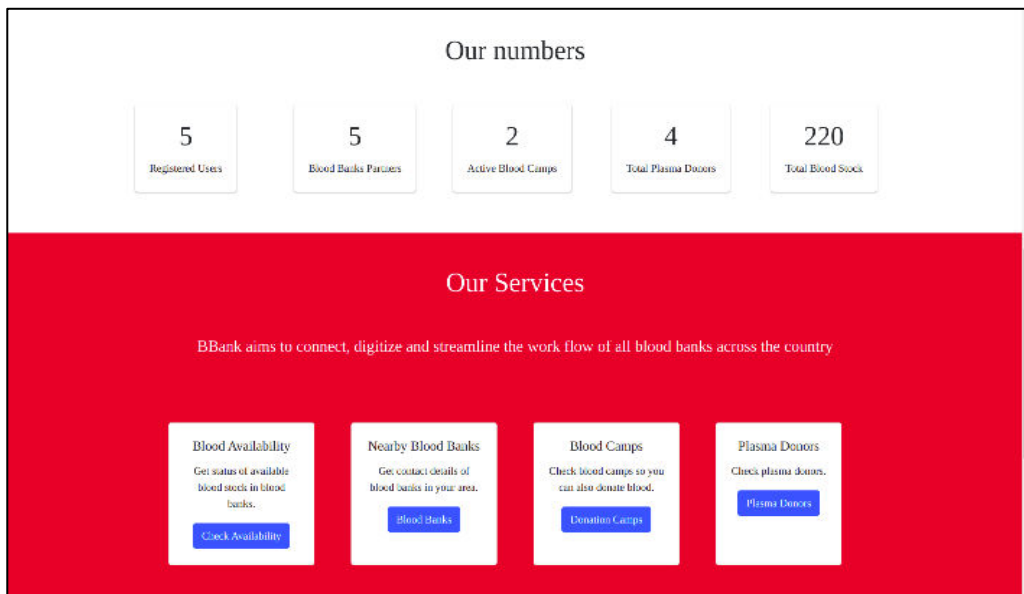 Our numbers
5
Registered Users
5
Blood Banks Partners
2
Active Blood Camps
4
Total Plasma Donors
220
Total Blood Stock
Our Services
BBank aims to connect, digitize and streamline the work flow of all blood banks across the country
Blood Availability
Get status of available
blood stock in blood
banks.
Check Availability
Nearby Blood Banks
Get contact details of
blood banks in your area.
Blood Banks
Blood Camps
Check blood camps so you
can also donate blood.
Donation Camps
Plasma Donors
Check plasma donors.
Plasma Donors